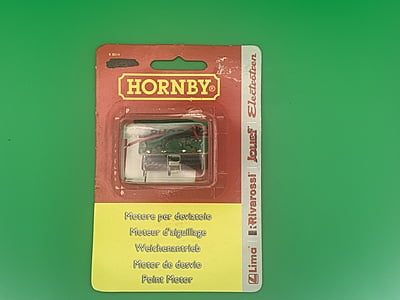 HORNBY®
Motore per deviatoio
Moteur d'aiguillage
Weichenantrieb
Motor de desvio
Point Motor
Lima
Rivarossi
Jouef
Electrotren